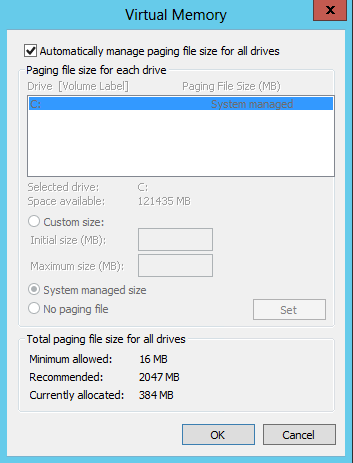 Virtual Memory
x
Automatically manage paging file size for all drives
Paging file size for each drive
Drive [Volume Label] Paging File Size (MB)
C: System managed
Selected drive: C:
Space available: 121435 MB
Custom size:
Initial size (MB):
Maximum size (MB):
System managed size
No paging file Set
Total paging file size for all drives
Minimum allowed: 16 MB
Recommended: 2047 MB
Currently allocated: 384 MB
OK Cancel